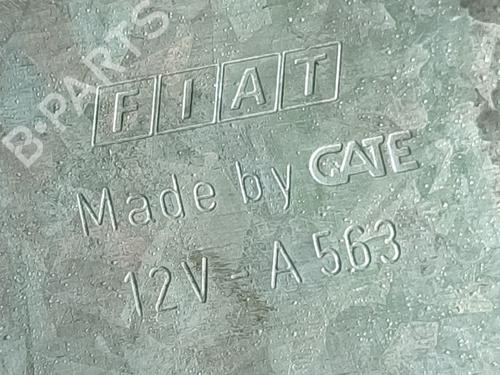 B-PARTS
FIAT
Made by GATE
12V - A 563